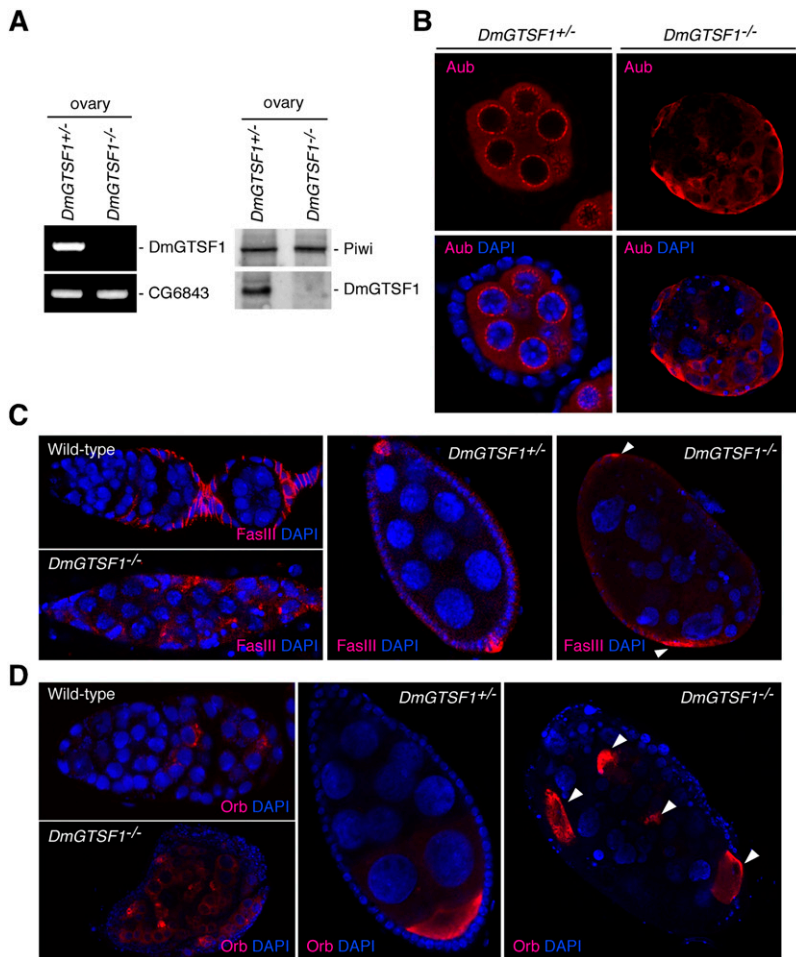 A
ovary
ovary
DmGTSF1+/-
DmGTSF1-/-
DmGTSF1+/-
DmGTSF1-/-
- DmGTSF1
- CG6843
- Piwi
- DmGTSF1
B
DmGTSF1+/-
DmGTSF1-/-
Aub
Aub
Aub DAPI
Aub DAPI
C
Wild-type
FasIII DAPI
DmGTSF1-/-
FasIII DAPI
DmGTSF1+/-
FasIII DAPI
DmGTSF1-/-
FasIII DAPI
D
Wild-type
Orb DAPI
DmGTSF1-/-
Orb DAPI
DmGTSF1+/-
Orb DAPI
DmGTSF1-/-
Orb DAPI